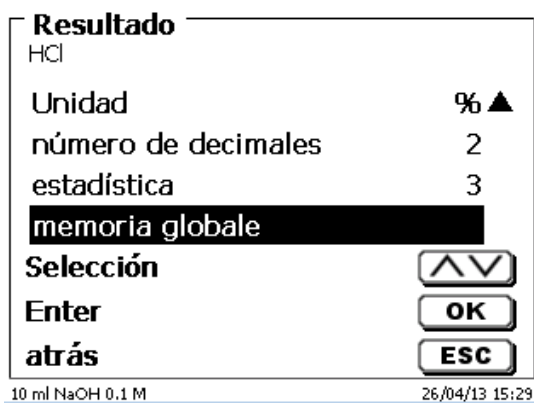 Resultado
HCl
Unidad % ▲
número de decimales 2
estadística 3
memoria globale
Selección
Enter OK
atrás ESC
10 ml NaOH 0.1 M 26/04/13 15:29